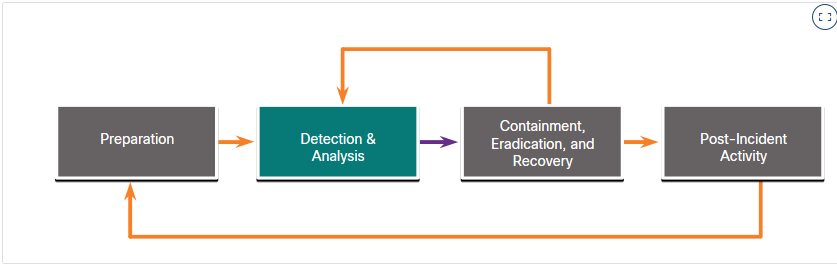 Preparation
Detection &
Analysis
Containment,
Eradication, and
Recovery
Post-Incident
Activity